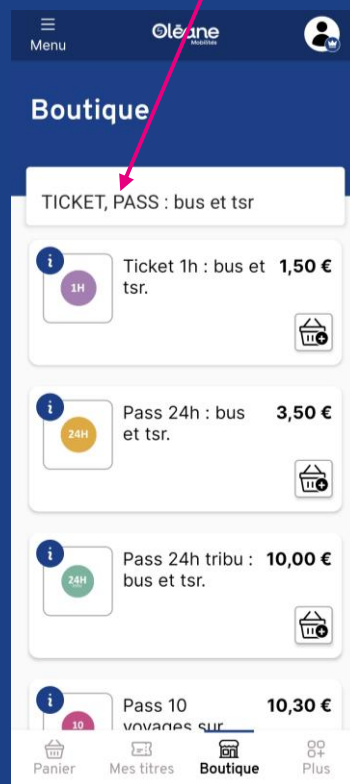 Menu
Oléane
Mobilités
Boutique
TICKET, PASS : bus et tsr
i
1H
Ticket 1h : bus et
tsr.
1,50 €
i
24H
Pass 24h : bus
et tsr.
3,50 €
i
24H
Pass 24h tribu :
bus et tsr.
10,00 €
i
10
Pass 10
voyages sur
10,30 €
Panier
Mes titres
Boutique
Plus